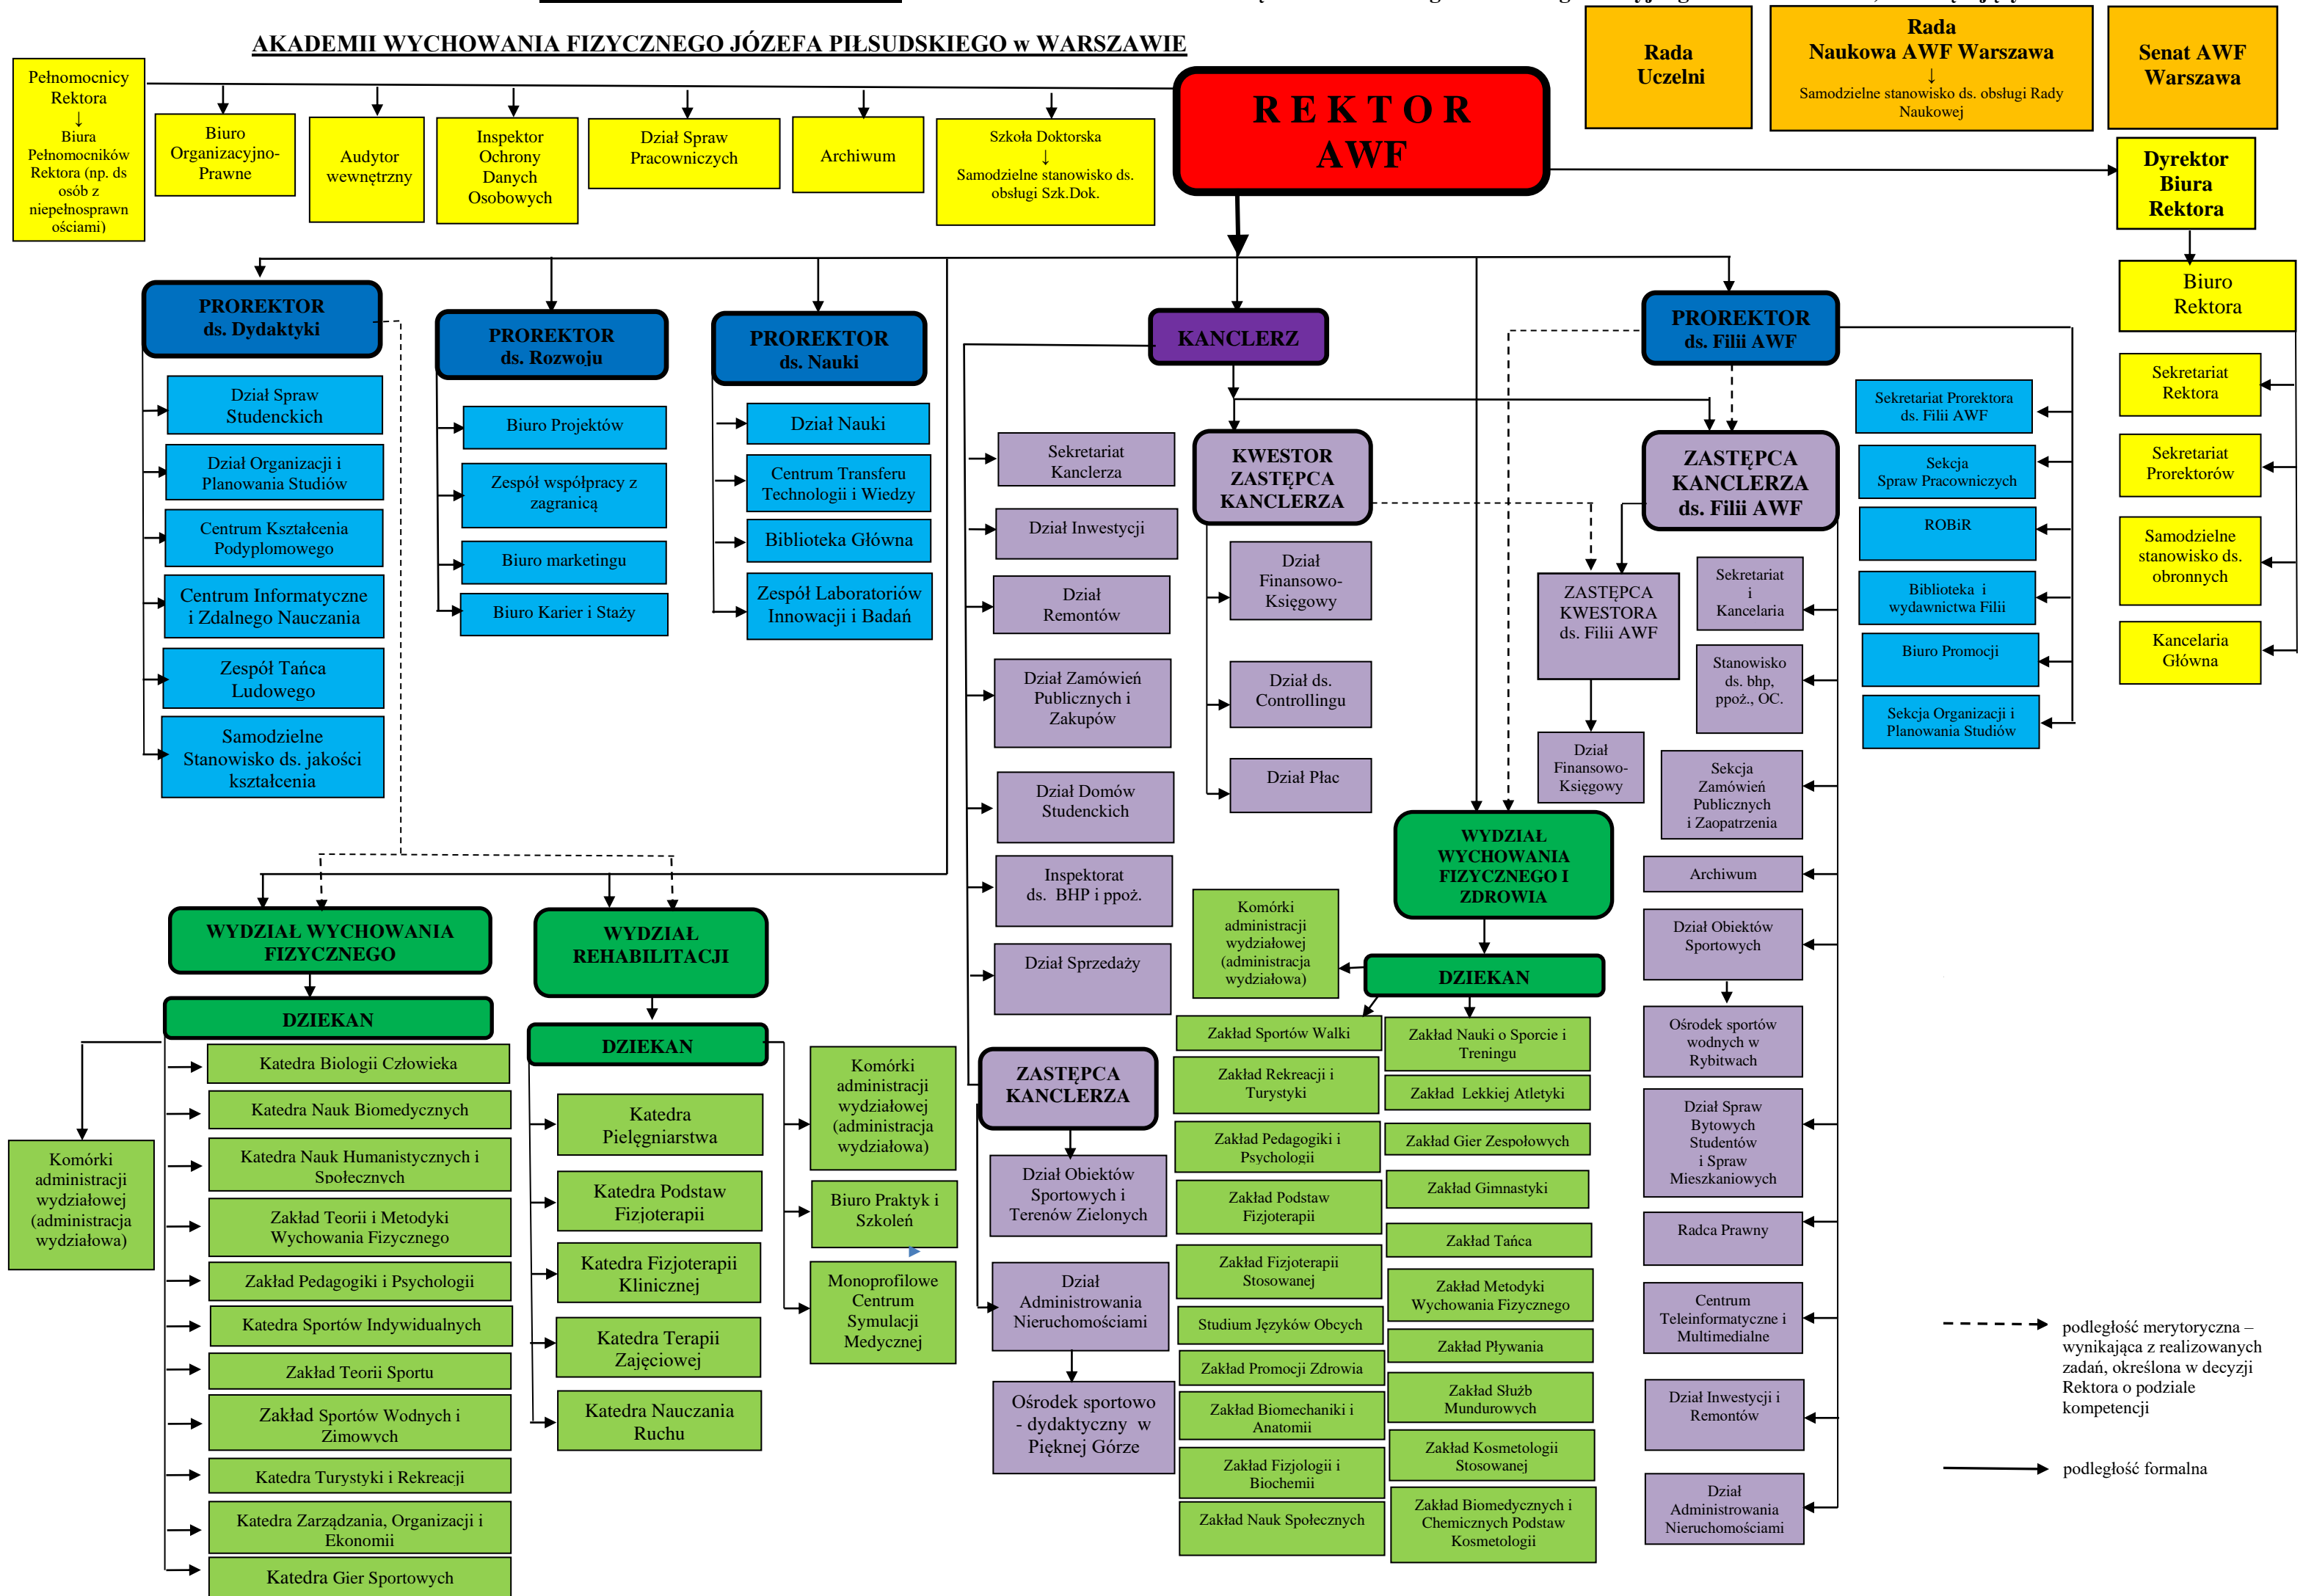 AKADEMII WYCHOWANIA FIZYCZNEGO JÓZEFA PIŁSUDSKIEGO w WARSZAWIE
Rada
Uczelni
Rada
Naukowa AWF Warszawa
↓
Samodzielne stanowisko ds. obsługi Rady
Naukowej
Senat AWF
Warszawa
Pełnomocnicy
Rektora
↓
Biura
Pełnomocników
Rektora (np. ds
osób z
niepełnosprawn
ościami)
Biuro
Organizacyjno-
Prawne
Audytor
wewnętrzny
Inspektor
Ochrony
Danych
Osobowych
Dział Spraw
Pracowniczych
Archiwum
Szkoła Doktorska
↓
Samodzielne stanowisko ds.
obsługi Szk.Dok.
R E K T O R
AWF
Dyrektor
Biura
Rektora
Biuro
Rektora
Sekretariat
Rektora
Sekretariat
Prorektorów
Samodzielne
stanowisko ds.
obronnych
Kancelaria
Główna
PROREKTOR
ds. Dydaktyki
Dział Spraw
Studenckich
Dział Organizacji i
Planowania Studiów
Centrum Kształcenia
Podyplomowego
Centrum Informatyczne
i Zdalnego Nauczania
Zespół Tańca
Ludowego
Samodzielne
Stanowisko ds. jakości
kształcenia
PROREKTOR
ds. Rozwoju
Biuro Projektów
Zespół współpracy z
zagranicą
Biuro marketingu
Biuro Karier i Staży
PROREKTOR
ds. Nauki
Dział Nauki
Centrum Transferu
Technologii i Wiedzy
Biblioteka Główna
Zespół Laboratoriów
Innowacji i Badań
KANCLERZ
Sekretariat
Kanclerza
Dział Inwestycji
Dział
Remontów
Dział Zamówień
Publicznych i
Zakupów
Dział Domów
Studenckich
Inspektorat
ds. BHP i ppoż.
Dział Sprzedaży
ZASTĘPCA
KANCLERZA
Dział Obiektów
Sportowych i
Terenów Zielonych
Dział
Administrowania
Nieruchomościami
Ośrodek sportowo
- dydaktyczny w
Pięknej Górze
KWESTOR
ZASTĘPCA
KANCLERZA
Dział
Finansowo-
Księgowy
Dział ds.
Controllingu
Dział Płac
PROREKTOR
ds. Filii AWF
ZASTĘPCA
KANCLERZA
ds. Filii AWF
ZASTĘPCA
KWESTORA
ds. Filii AWF
Dział
Finansowo-
Księgowy
Sekretariat
i
Kancelaria
Stanowisko
ds. bhp,
ppoż., OC.
Sekcja
Zamówień
Publicznych
i Zaopatrzenia
Archiwum
Dział Obiektów
Sportowych
Ośrodek sportów
wodnych w
Rybitwach
Dział Spraw
Bytowych
Studentów
i Spraw
Mieszkaniowych
Radca Prawny
Centrum
Teleinformatyczne i
Multimedialne
Dział Inwestycji i
Remontów
Dział
Administrowania
Nieruchomościami
Sekretariat Prorektora
ds. Filii AWF
Sekcja
Spraw Pracowniczych
ROBiR
Biblioteka i
wydawnictwa Filii
Biuro Promocji
Sekcja Organizacji i
Planowania Studiów
WYDZIAŁ WYCHOWANIA
FIZYCZNEGO
DZIEKAN
Komórki
administracji
wydziałowej
(administracja
wydziałowa)
Katedra Biologii Człowieka
Katedra Nauk Biomedycznych
Katedra Nauk Humanistycznych i
Społecznych
Zakład Teorii i Metodyki
Wychowania Fizycznego
Zakład Pedagogiki i Psychologii
Katedra Sportów Indywidualnych
Zakład Teorii Sportu
Zakład Sportów Wodnych i
Zimowych
Katedra Turystyki i Rekreacji
Katedra Zarządzania, Organizacji i
Ekonomii
Katedra Gier Sportowych
WYDZIAŁ
REHABILITACJI
DZIEKAN
Katedra
Pielęgniarstwa
Katedra Podstaw
Fizjoterapii
Katedra Fizjoterapii
Klinicznej
Katedra Terapii
Zajęciowej
Katedra Nauczania
Ruchu
Komórki
administracji
wydziałowej
(administracja
wydziałowa)
Biuro Praktyk i
Szkoleń
Monoprofilowe
Centrum
Symulacji
Medycznej
WYDZIAŁ
WYCHOWANIA
FIZYCZNEGO I
ZDROWIA
DZIEKAN
Komórki
administracji
wydziałowej
(administracja
wydziałowa)
Zakład Sportów Walki
Zakład Rekreacji i
Turystyki
Zakład Pedagogiki i
Psychologii
Zakład Podstaw
Fizjoterapii
Zakład Fizjoterapii
Stosowanej
Studium Języków Obcych
Zakład Promocji Zdrowia
Zakład Biomechaniki i
Anatomii
Zakład Fizjologii i
Biochemii
Zakład Nauk Społecznych
Zakład Nauki o Sporcie i
Treningu
Zakład Lekkiej Atletyki
Zakład Gier Zespołowych
Zakład Gimnastyki
Zakład Tańca
Zakład Metodyki
Wychowania Fizycznego
Zakład Pływania
Zakład Służb
Mundurowych
Zakład Kosmetologii
Stosowanej
Zakład Biomedycznych i
Chemicznych Podstaw
Kosmetologii
podległość merytoryczna –
wynikająca z realizowanych
zadań, określona w decyzji
Rektora o podziale
kompetencji
podległość formalna